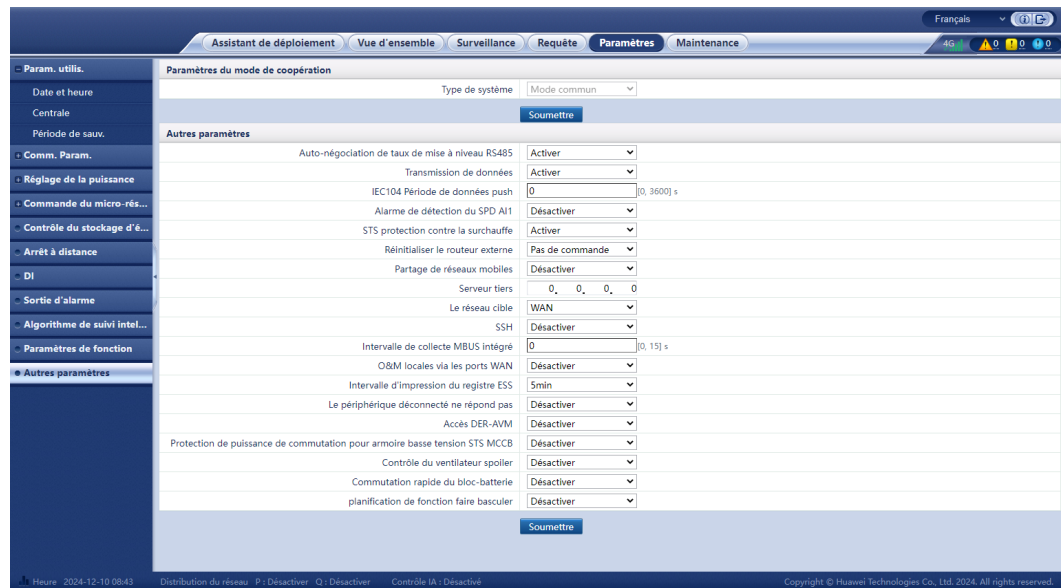 Français
Assistant de déploiement Vue d'ensemble Surveillance Requête Paramètres Maintenance
4G 0 0 0
Param. utilis.
Date et heure
Centrale
Période de sauv.
Comm. Param.
Réglage de la puissance
Commande du micro-rés...
Contrôle du stockage d'é...
Arrêt à distance
DI
Sortie d'alarme
Algorithme de suivi intel...
Paramètres de fonction
Autres paramètres
Paramètres du mode de coopération
Type de système Mode commun
Soumettre
Autres paramètres
Auto-négociation de taux de mise à niveau RS485 Activer
Transmission de données Activer
IEC104 Période de données push 0 [0, 3600] s
Alarme de détection du SPD AI1 Désactiver
STS protection contre la surchauffe Activer
Réinitialiser le routeur externe Pas de commande
Partage de réseaux mobiles Désactiver
Serveur tiers 0. 0. 0. 0
Le réseau cible WAN
SSH Désactiver
Intervalle de collecte MBUS intégré 0 [0, 15] s
O&M locales via les ports WAN Désactiver
Intervalle d'impression du registre ESS 5min
Le périphérique déconnecté ne répond pas Désactiver
Accès DER-AVM Désactiver
Protection de puissance de commutation pour armoire basse tension STS MCCB Désactiver
Contrôle du ventilateur spoiler Désactiver
Commutation rapide du bloc-batterie Désactiver
planification de fonction faire basculer Désactiver
Soumettre
Heure 2024-12-10 08:43 Distribution du réseau P : Désactiver Q : Désactiver Contrôle IA : Désactivé Copyright © Huawei Technologies Co., Ltd. 2024. All rights reserved.